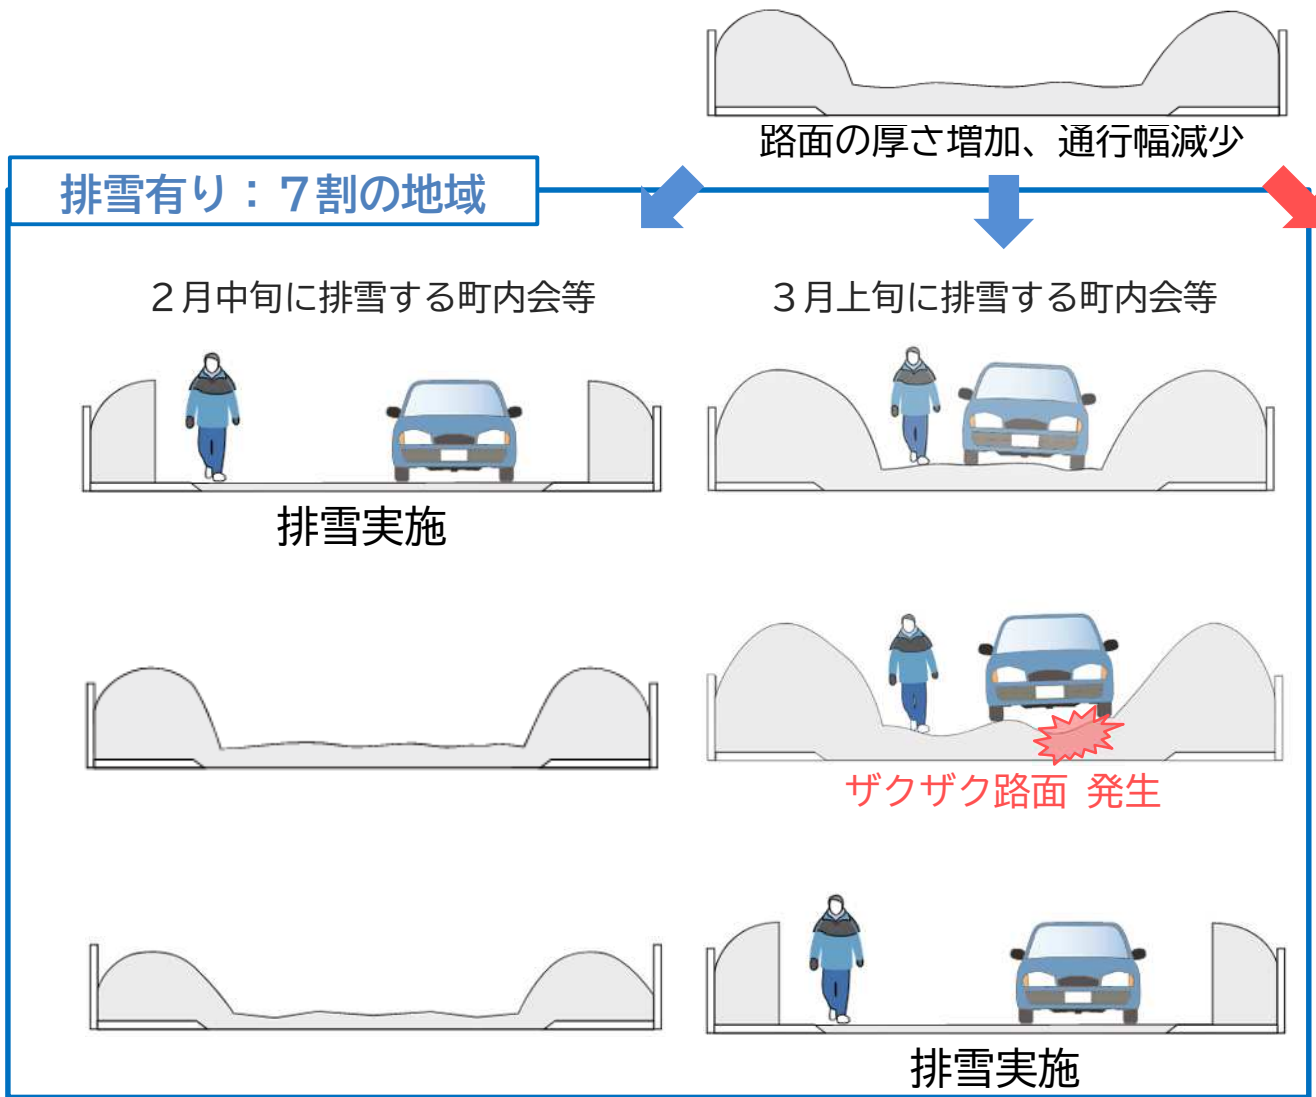 路面の厚さ増加、通行幅減少
排雪有り：７割の地域
２月中旬に排雪する町内会等
３月上旬に排雪する町内会等
排雪実施
ザクザク路面 発生
排雪実施